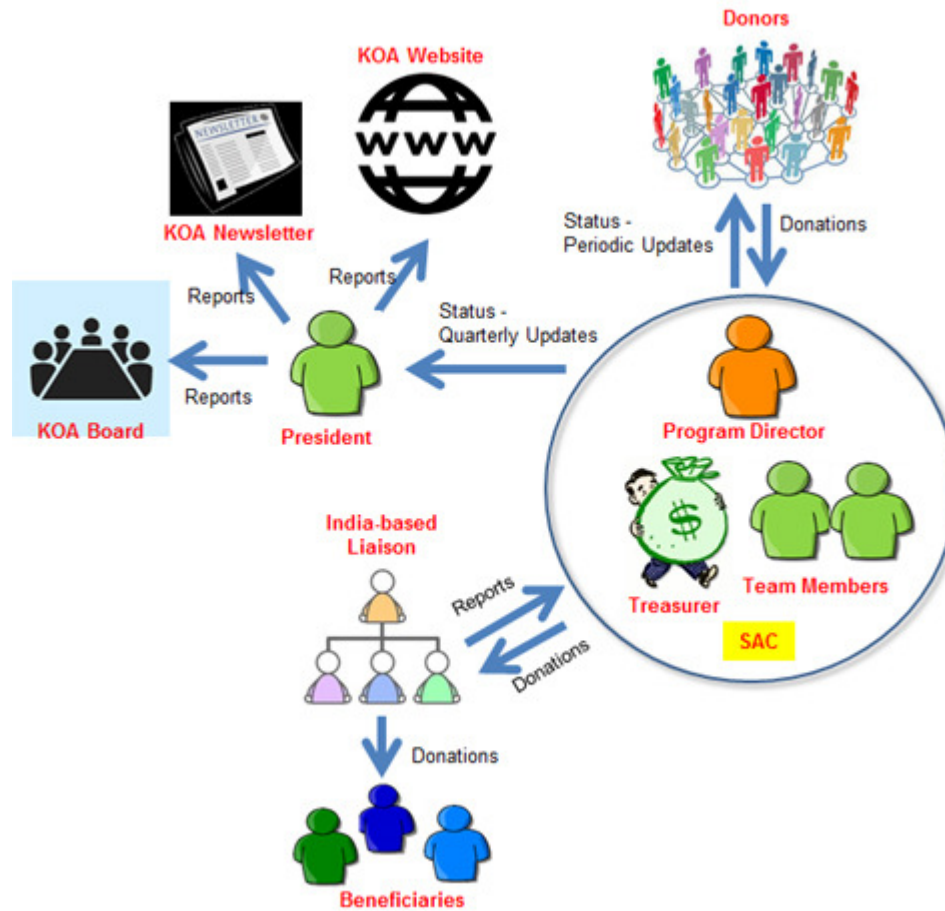 Donors
KOA Website
NEWSLETTER
WWW
KOA Newsletter
Status -
Periodic Updates
Donations
Reports
Reports
Status -
Quarterly Updates
Reports
KOA Board
President
Program Director
India-based
Liaison
$
Reports
Team Members
Treasurer
Donations
SAC
Donations
Beneficiaries